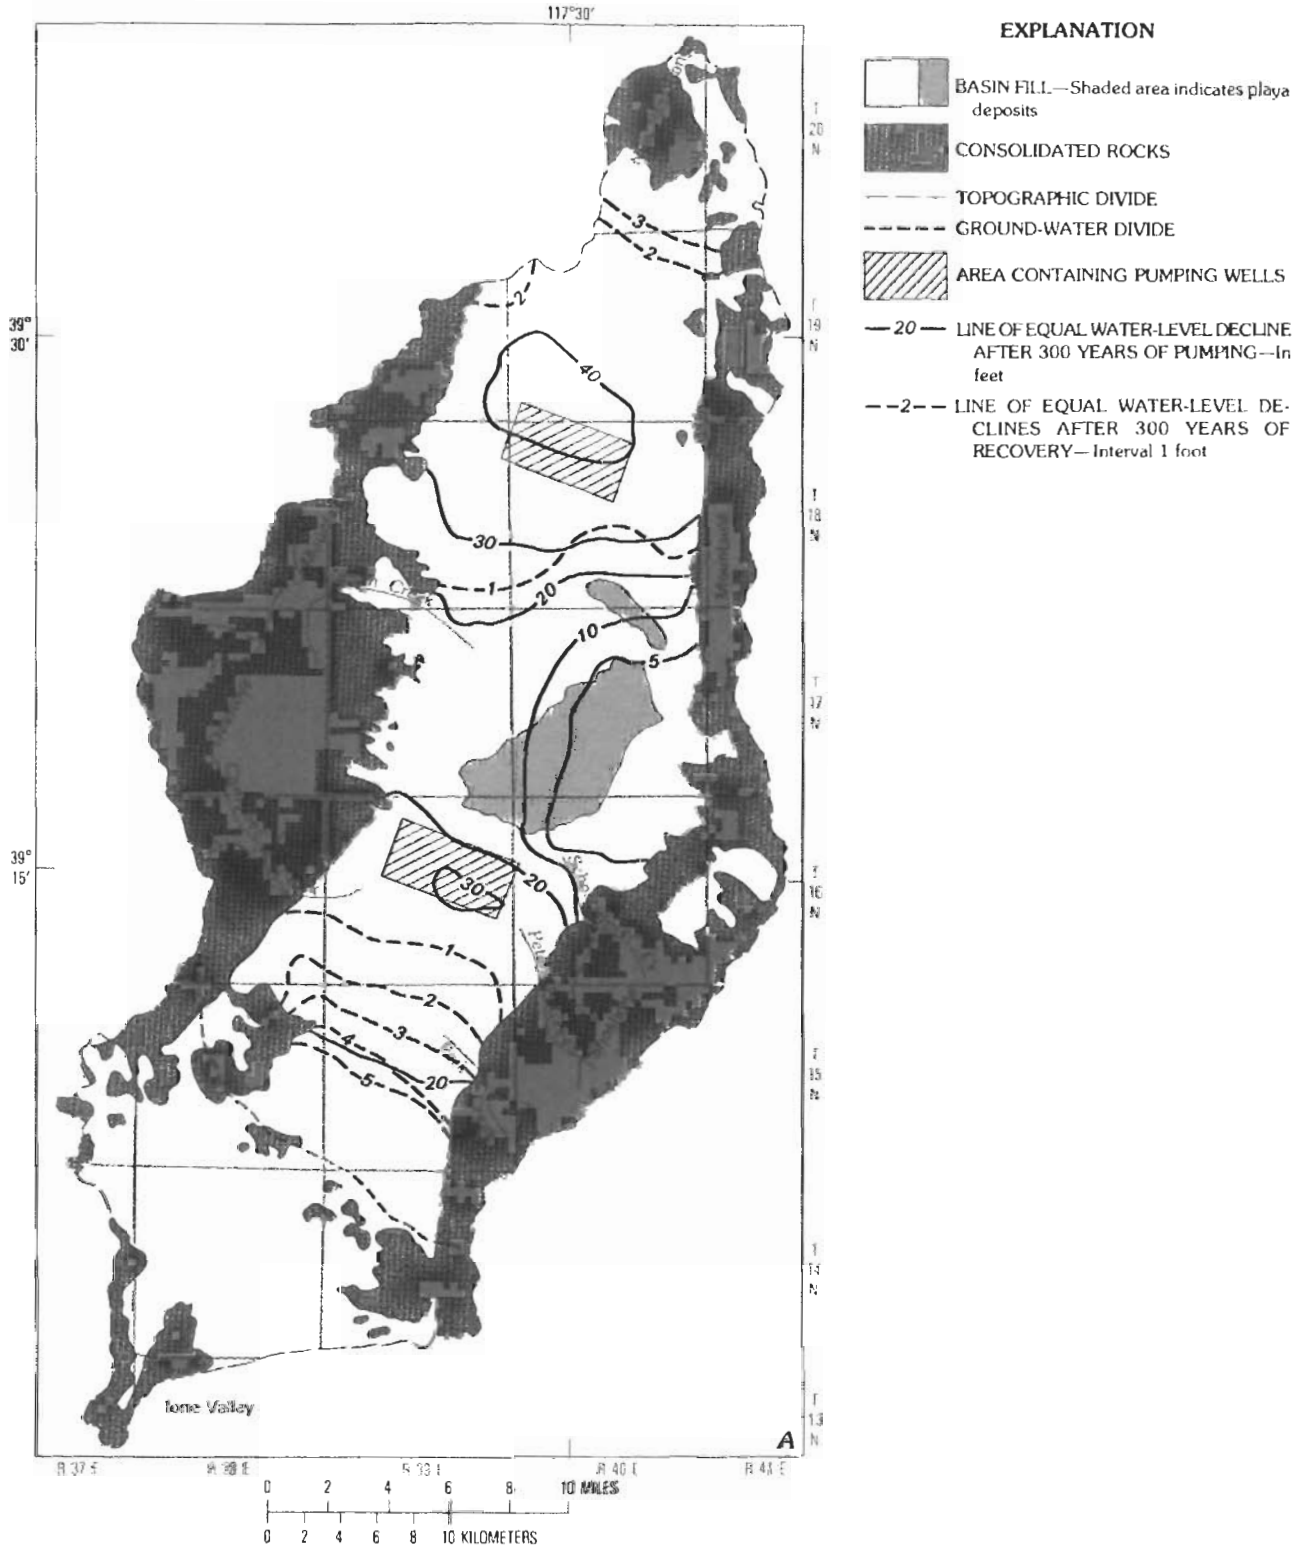 117°30′
EXPLANATION
BASIN FILL—Shaded area indicates playa
deposits
CONSOLIDATED ROCKS
TOPOGRAPHIC DIVIDE
GROUND-WATER DIVIDE
AREA CONTAINING PUMPING WELLS
20 LINE OF EQUAL WATER-LEVEL DECLINE
AFTER 300 YEARS OF PUMPING—In
feet
2 LINE OF EQUAL WATER-LEVEL DE-
CLINES AFTER 300 YEARS OF
RECOVERY—Interval 1 foot
T
20
N
3
2
2
39°
30′
T
19
N
40
T
18
N
30
1
20
Creek
10
5
T
17
N
39°
15′
20
30
T
16
N
1
2
3
4
20
5
T
15
N
T
14
N
Ione Valley
T
13
N
A
R 37 E
R 38 E
R 39 E
R 40 E
R 41 E
0 2 4 6 8 10 MILES
0 2 4 6 8 10 KILOMETERS